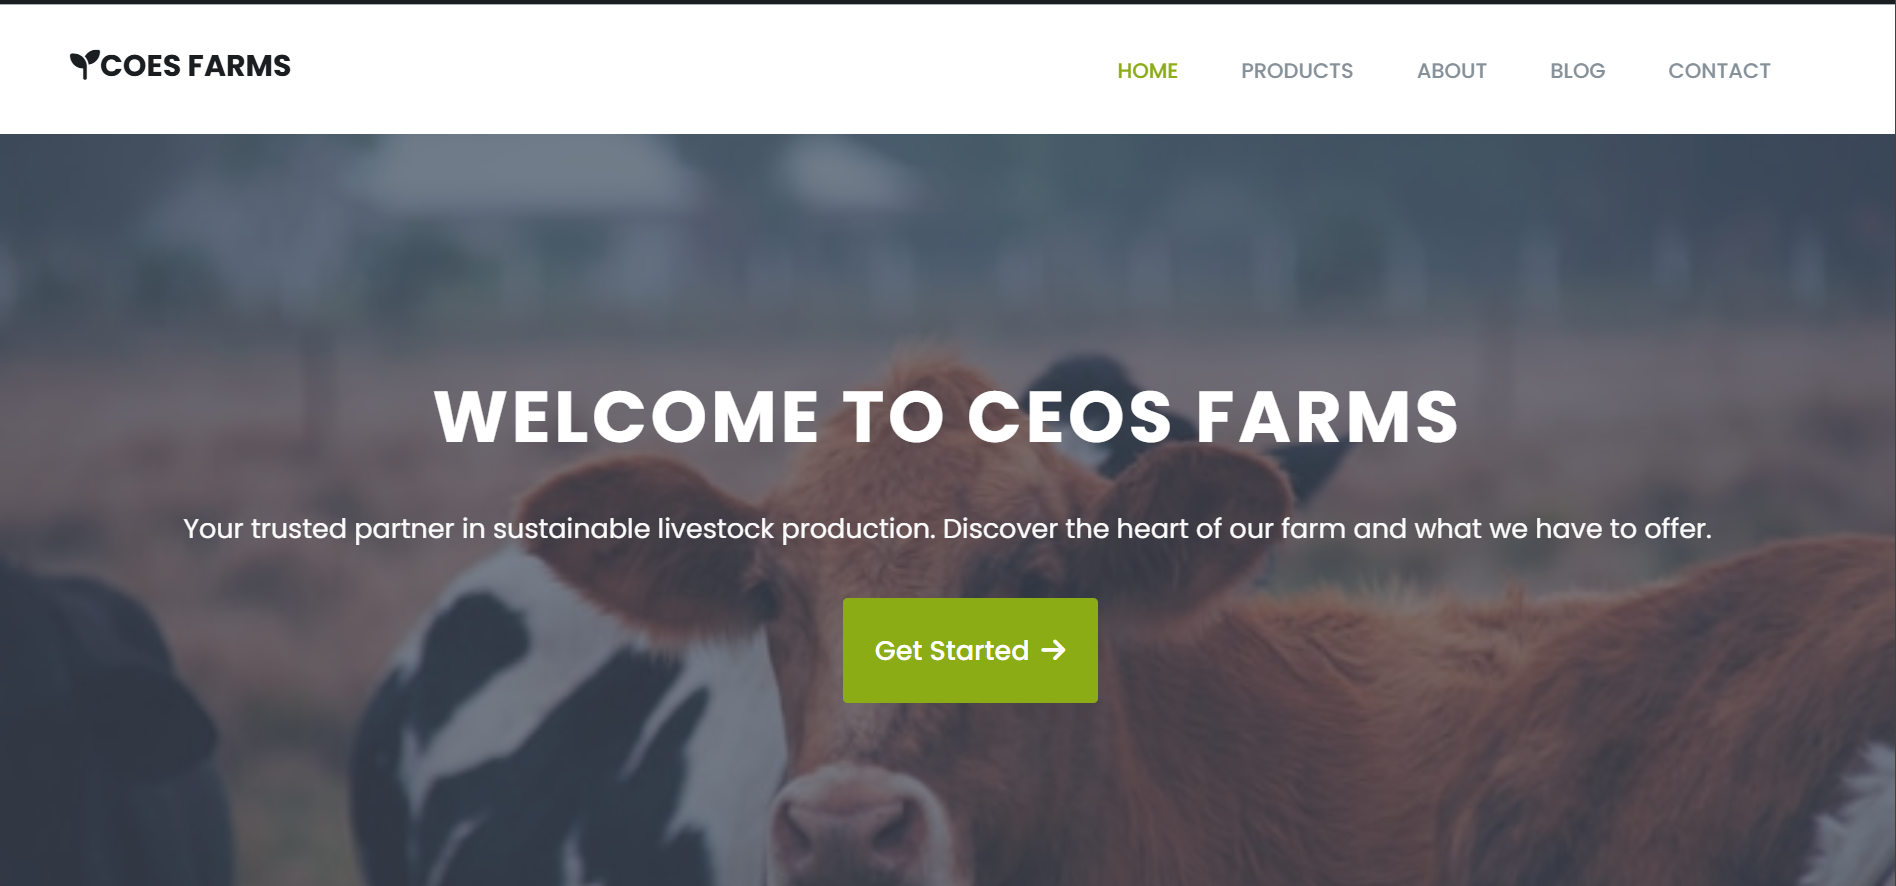 COES FARMS
HOME PRODUCTS ABOUT BLOG CONTACT
WELCOME TO CEOS FARMS
Your trusted partner in sustainable livestock production. Discover the heart of our farm and what we have to offer.
Get Started →